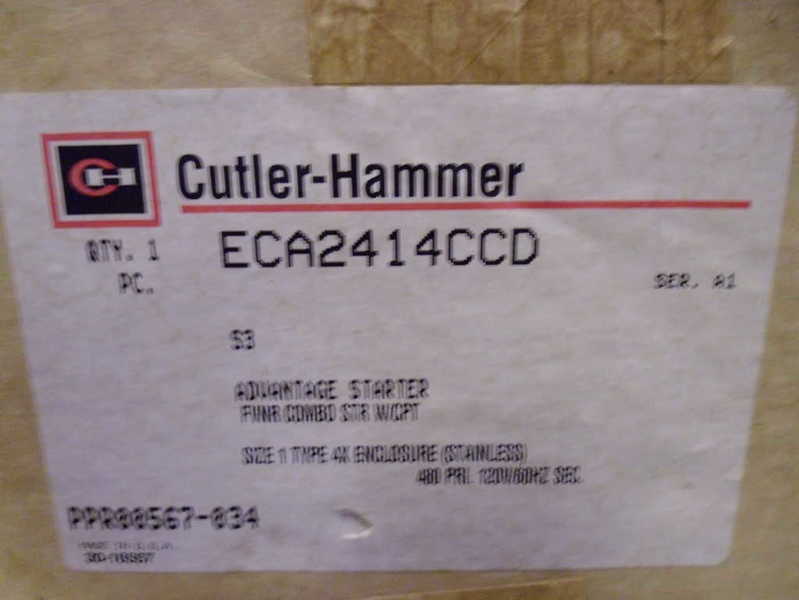 Cutler-Hammer
QTY. 1 ECA2414CCD
PC. SER. A1
S3
ADVANTAGE STARTER
FVNR COMBO STR W/CPT
SIZE 1 TYPE 4X ENCLOSURE (STAINLESS)
480 PRI. 120V/60HZ SEC.
PPR00567-034